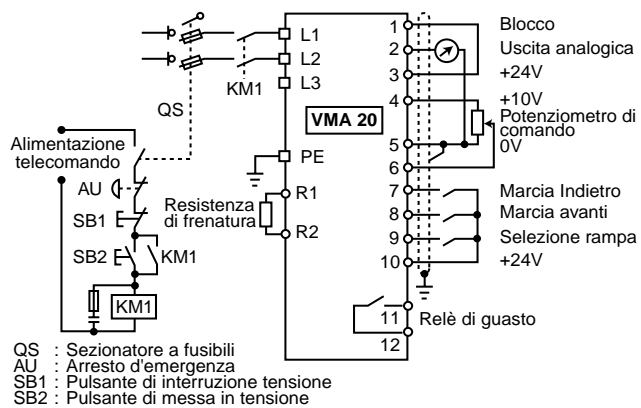 L1
L2
L3
KM1
QS
VMA 20
PE
R1
R2
Resistenza
di frenatura
Alimentazione
telecomando
AU
SB1
SB2
KM1
KM1
1 Blocco
2 Uscita analogica
3 +24V
4 +10V
Potenziometro di
comando
5 0V
6
7 Marcia Indietro
8 Marcia avanti
9 Selezione rampa
10 +24V
11 Relè di guasto
12
QS : Sezionatore a fusibili
AU : Arresto d'emergenza
SB1 : Pulsante di interruzione tensione
SB2 : Pulsante di messa in tensione